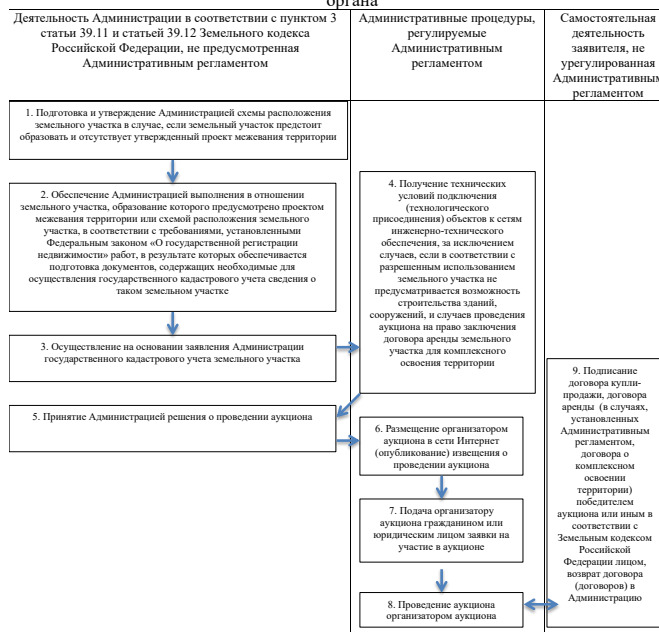 органа
Деятельность Администрации в соответствии с пунктом 3
статьи 39.11 и статьей 39.12 Земельного кодекса
Российской Федерации, не предусмотренная
Административным регламентом
Административные процедуры,
регулируемые
Административным
регламентом
Самостоятельная
деятельность
заявителя, не
урегулированная
Административным
регламентом
1. Подготовка и утверждение Администрацией схемы расположения
земельного участка в случае, если земельный участок предстоит
образовать и отсутствует утвержденный проект межевания территории
2. Обеспечение Администрацией выполнения в отношении
земельного участка, образование которого предусмотрено проектом
межевания территории или схемой расположения земельного
участка, в соответствии с требованиями, установленными
Федеральным законом «О государственной регистрации
недвижимости» работ, в результате которых обеспечивается
подготовка документов, содержащих необходимые для
осуществления государственного кадастрового учета сведения о
таком земельном участке
3. Осуществление на основании заявления Администрации
государственного кадастрового учета земельного участка
4. Получение технических
условий подключения
(технологического
присоединения) объектов к сетям
инженерно-технического
обеспечения, за исключением
случаев, если в соответствии с
разрешенным использованием
земельного участка не
предусматривается возможность
строительства зданий,
сооружений, и случаев проведения
аукциона на право заключения
договора аренды земельного
участка для комплексного
освоения территории
5. Принятие Администрацией решения о проведении аукциона
6. Размещение организатором
аукциона в сети Интернет
(опубликование) извещения о
проведении аукциона
7. Подача организатору
аукциона гражданином или
юридическим лицом заявки на
участие в аукционе
8. Проведение аукциона
организатором аукциона
9. Подписание
договора купли-
продажи, договора
аренды (в случаях,
установленных
Административным
регламентом,
договора о
комплексном
освоении
территории)
победителем
аукциона или иным в
соответствии с
Земельным кодексом
Российской
Федерации лицом,
возврат договора
(договоров) в
Администрацию